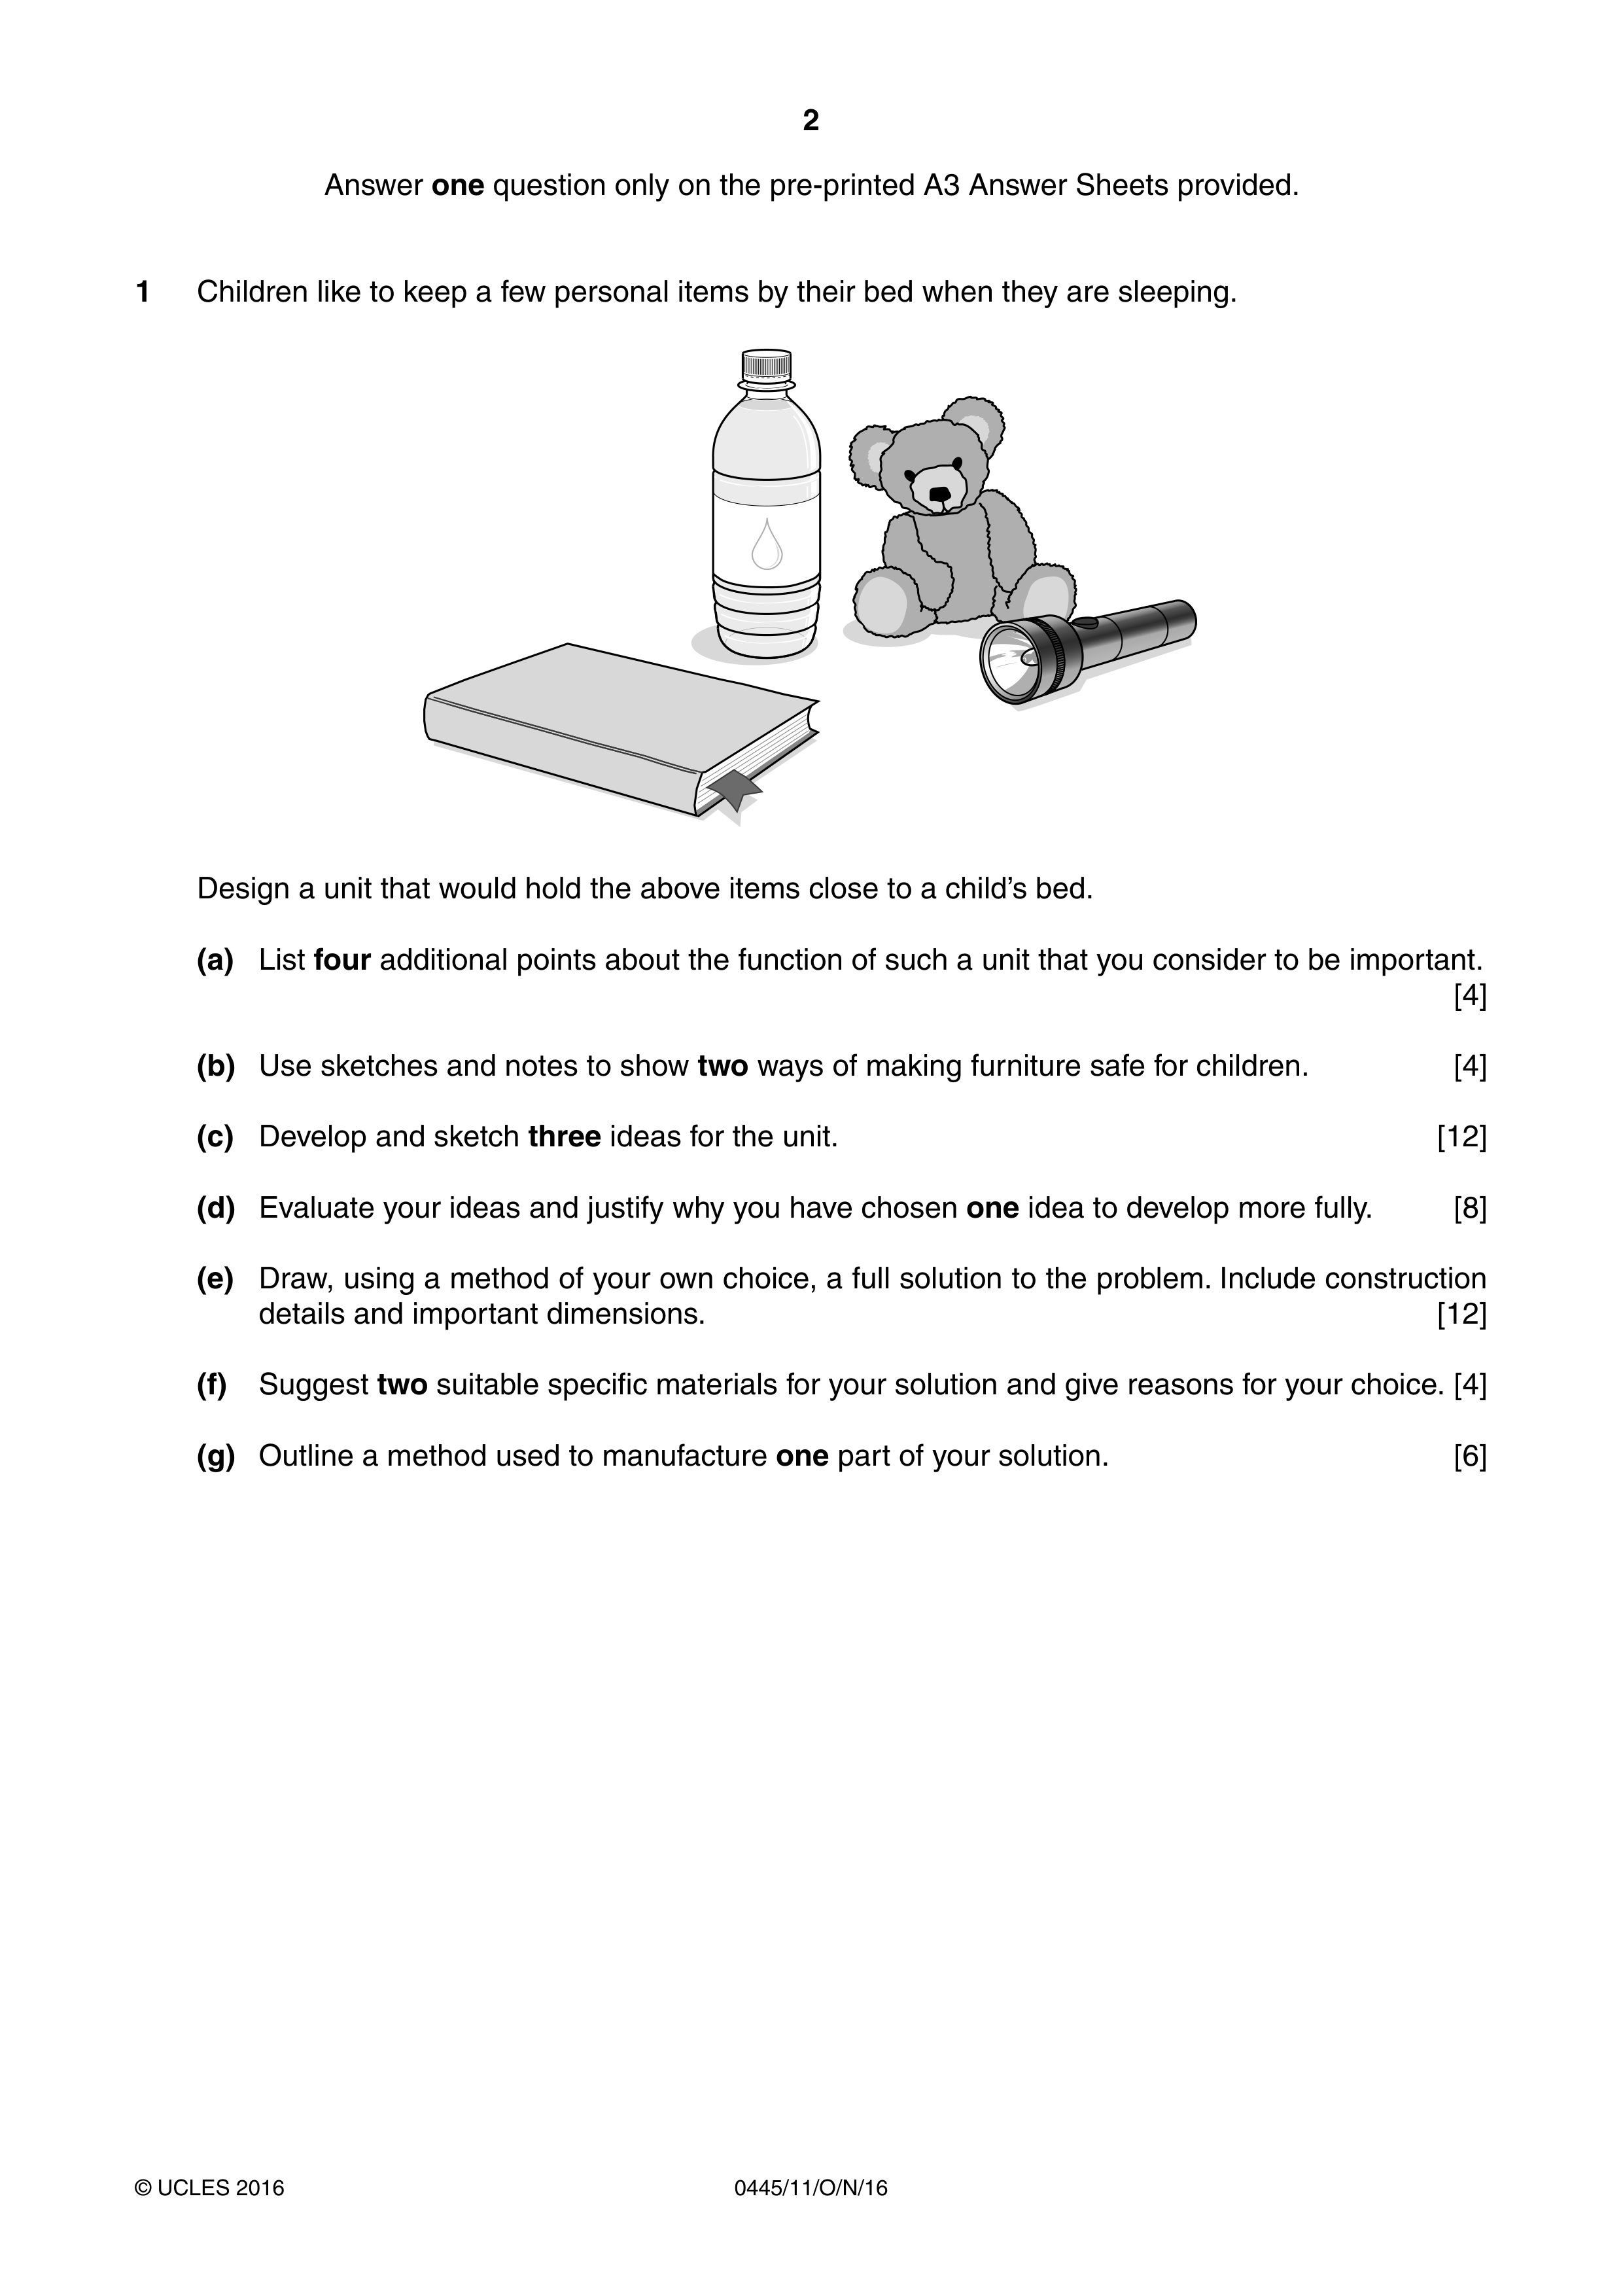 2
Answer one question only on the pre-printed A3 Answer Sheets provided.
1 Children like to keep a few personal items by their bed when they are sleeping.
Design a unit that would hold the above items close to a child’s bed.
(a) List four additional points about the function of such a unit that you consider to be important.
[4]
(b) Use sketches and notes to show two ways of making furniture safe for children. [4]
(c) Develop and sketch three ideas for the unit. [12]
(d) Evaluate your ideas and justify why you have chosen one idea to develop more fully. [8]
(e) Draw, using a method of your own choice, a full solution to the problem. Include construction
details and important dimensions. [12]
(f) Suggest two suitable specific materials for your solution and give reasons for your choice. [4]
(g) Outline a method used to manufacture one part of your solution. [6]
© UCLES 2016 0445/11/O/N/16